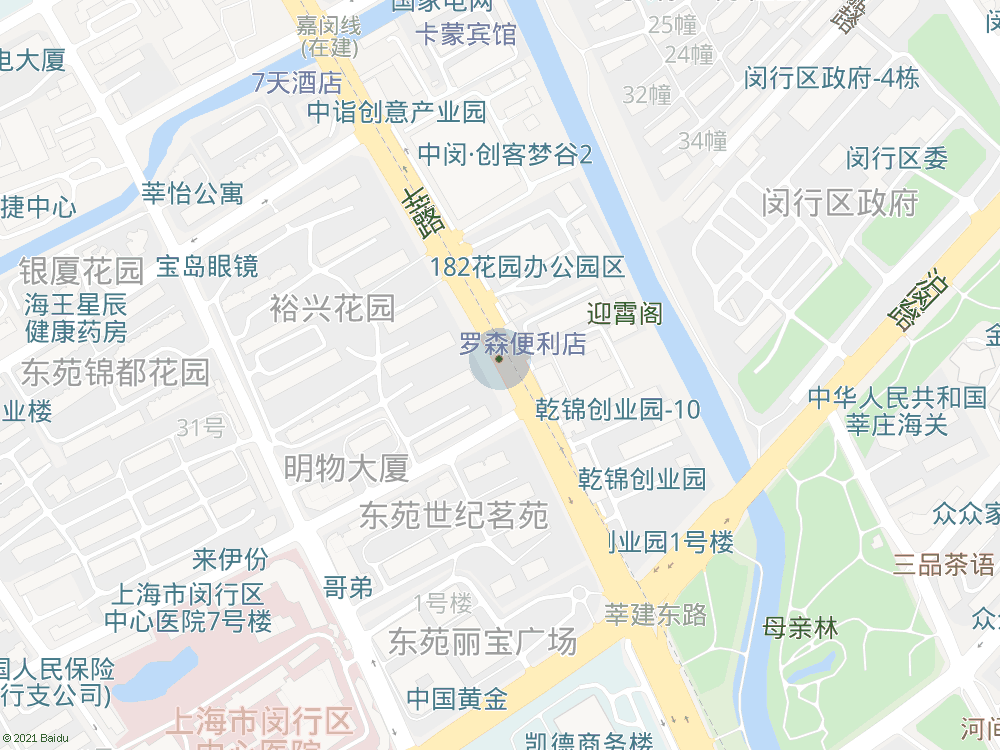 国家电网
嘉闵线
(在建)
卡蒙宾馆
25幢
24幢
电大厦
7天酒店
闵行区政府-4栋
32幢
中诣创意产业园
34幢
中闵·创客梦谷2
闵行区委
莘怡公寓
捷中心
闵行区政府
银厦花园
宝岛眼镜
182花园办公园区
海王星辰
健康药房
裕兴花园
迎霄阁
沪闵路
罗森便利店
东苑锦都花园
中华人民共和国
莘庄海关
业楼
乾锦创业园-10
31号
明物大厦
乾锦创业园
东苑世纪茗苑
众众家
创业园1号楼
来伊份
三品茶语
上海市闵行区
中心医院7号楼
哥弟
1号楼
莘建东路
母亲林
东苑丽宝广场
国人民保险
行支公司)
中国黄金
上海市闵行区
中心医院
凯德商务楼
河间
© 2021 Baidu